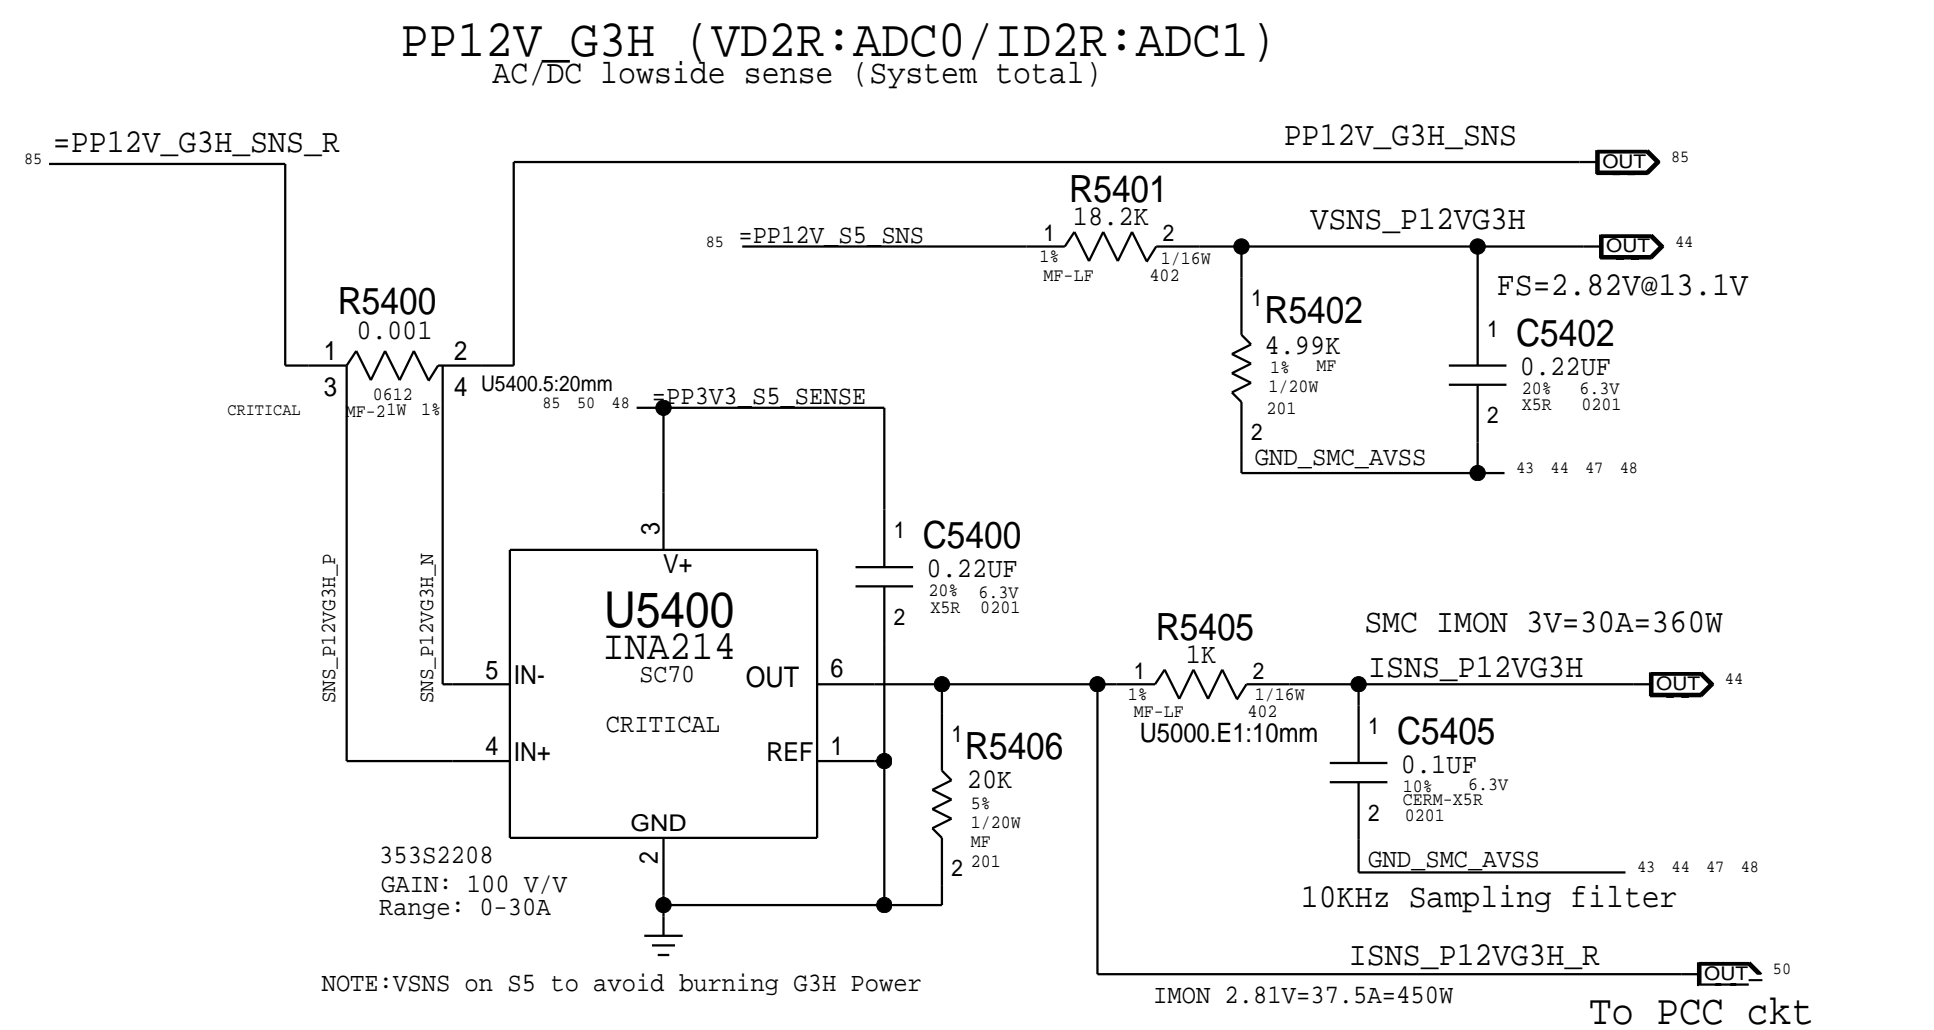 PP12V_G3H (VD2R:ADC0/ID2R:ADC1)
AC/DC lowside sense (System total)
85 =PP12V_G3H_SNS_R
PP12V_G3H_SNS
OUT 85
R5401
18.2K
85 =PP12V_S5_SNS
1 2
1% 1/16W
MF-LF 402
VSNS_P12VG3H
OUT 44
FS=2.82V@13.1V
R5400
0.001
1 2
3 4
0612
MF-2 1W 1%
CRITICAL
U5400.5:20mm
85 50 48 =PP3V3_S5_SENSE
1 R5402
4.99K
1% MF
1/20W
201
2
1 C5402
0.22UF
20% 6.3V
X5R 0201
2
GND_SMC_AVSS 43 44 47 48
SNS_P12VG3H_P
SNS_P12VG3H_N
3
V+
U5400
INA214
SC70
CRITICAL
5 IN-
4 IN+
OUT 6
REF 1
GND
2
1 C5400
0.22UF
20% 6.3V
X5R 0201
2
353S2208
GAIN: 100 V/V
Range: 0-30A
1 R5406
20K
5%
1/20W
MF
2 201
R5405
1K
1 2
1% 1/16W
MF-LF 402
U5000.E1:10mm
SMC IMON 3V=30A=360W
ISNS_P12VG3H
OUT 44
1 C5405
0.1UF
10% 6.3V
CERM-X5R
2 0201
GND_SMC_AVSS 43 44 47 48
10KHz Sampling filter
ISNS_P12VG3H_R
OUT 50
IMON 2.81V=37.5A=450W
To PCC ckt
NOTE:VSNS on S5 to avoid burning G3H Power